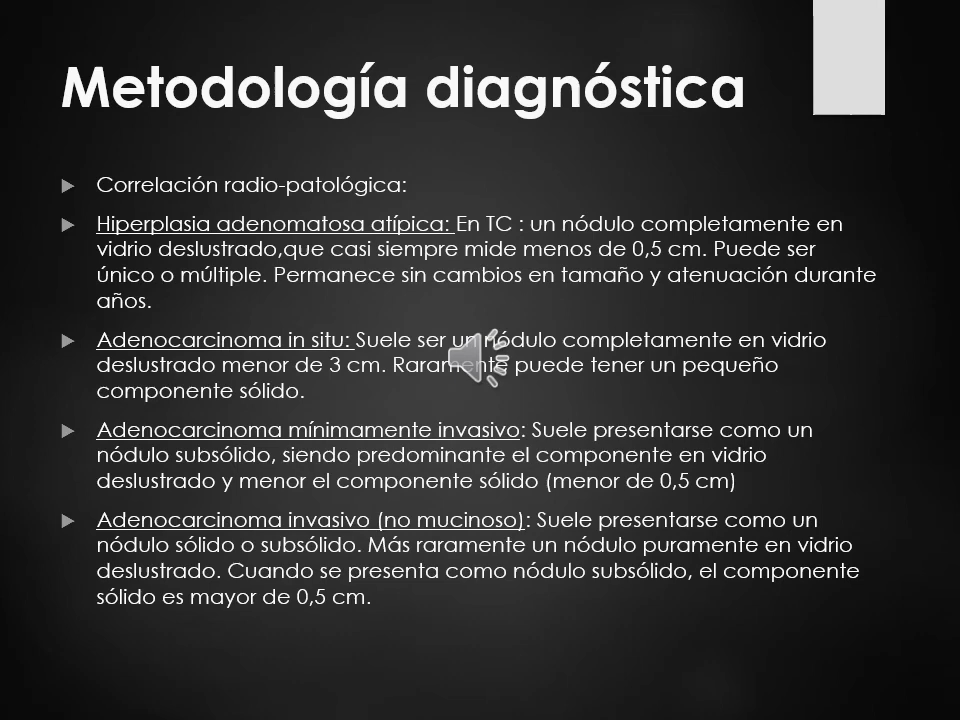 Metodología diagnóstica
Correlación radio-patológica:
Hiperplasia adenomatosa atípica: En TC : un nódulo completamente en
vidrio deslustrado,que casi siempre mide menos de 0,5 cm. Puede ser
único o múltiple. Permanece sin cambios en tamaño y atenuación durante
años.
Adenocarcinoma in situ: Suele ser un nódulo completamente en vidrio
deslustrado menor de 3 cm. Raramente puede tener un pequeño
componente sólido.
Adenocarcinoma mínimamente invasivo: Suele presentarse como un
nódulo subsólido, siendo predominante el componente en vidrio
deslustrado y menor el componente sólido (menor de 0,5 cm)
Adenocarcinoma invasivo (no mucinoso): Suele presentarse como un
nódulo sólido o subsólido. Más raramente un nódulo puramente en vidrio
deslustrado. Cuando se presenta como nódulo subsólido, el componente
sólido es mayor de 0,5 cm.